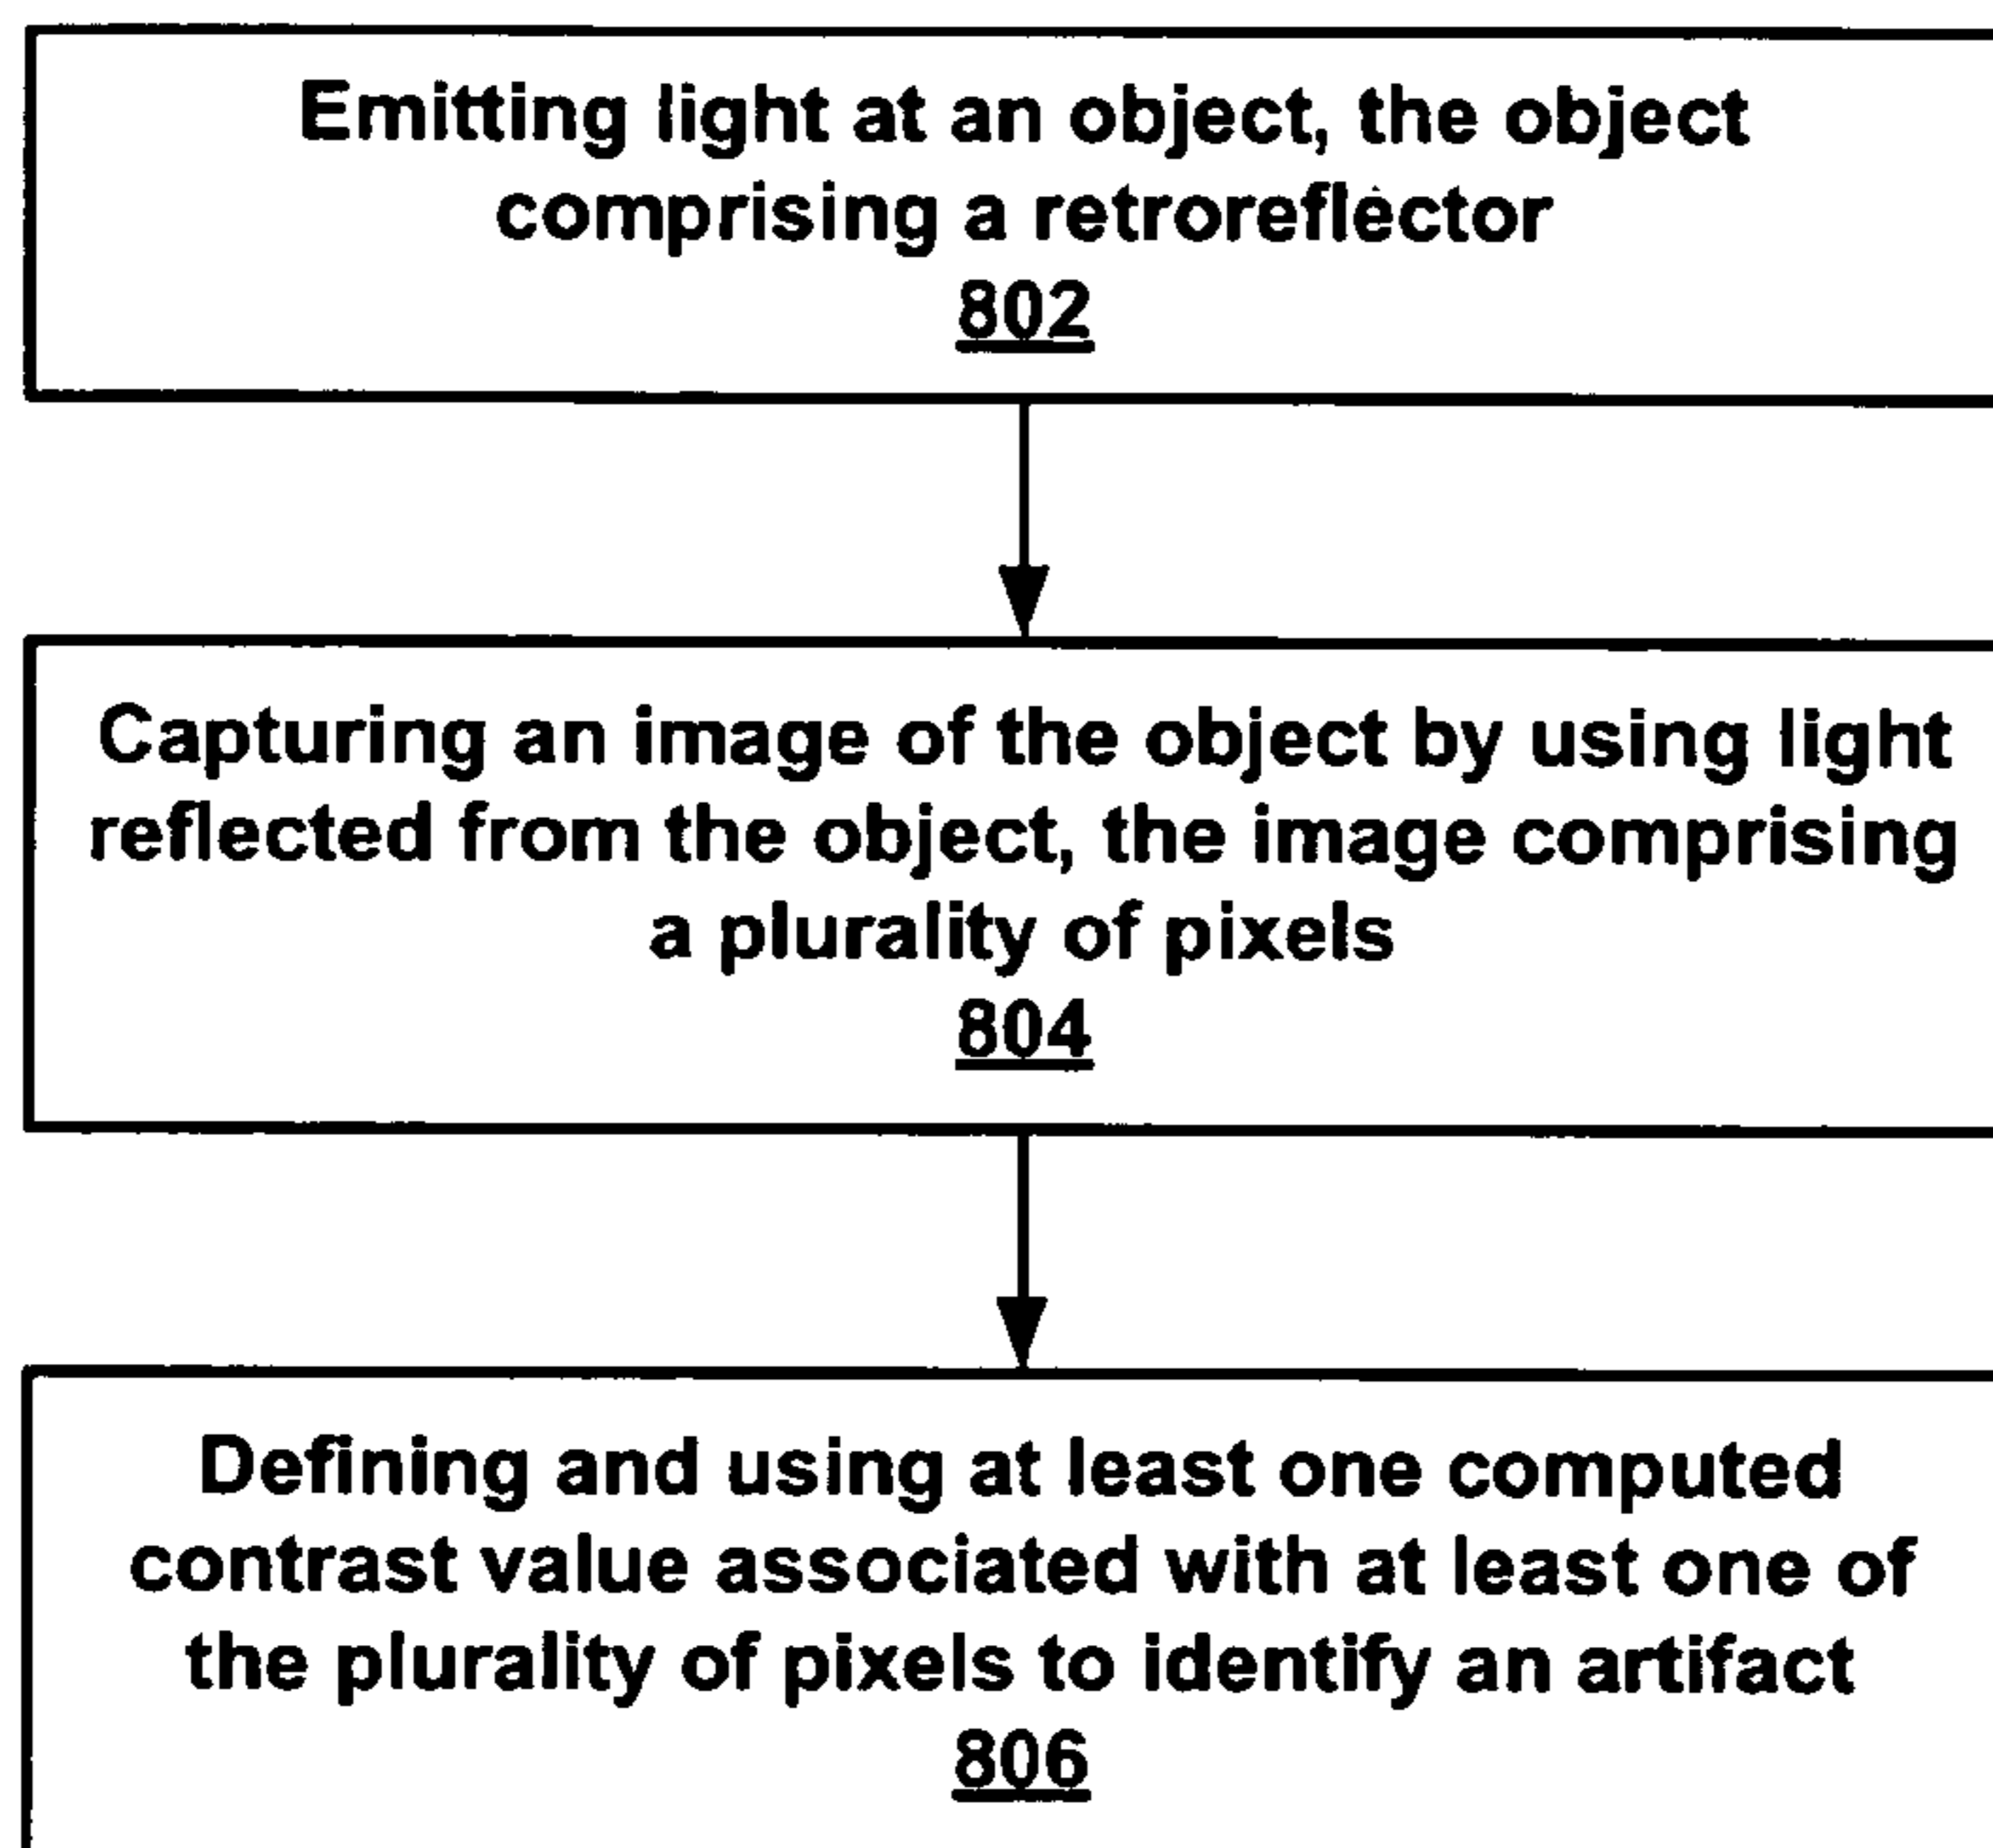 Emitting light at an object, the object
comprising a retroreflector
802
Capturing an image of the object by using light
reflected from the object, the image comprising
a plurality of pixels
804
Defining and using at least one computed
contrast value associated with at least one of
the plurality of pixels to identify an artifact
806